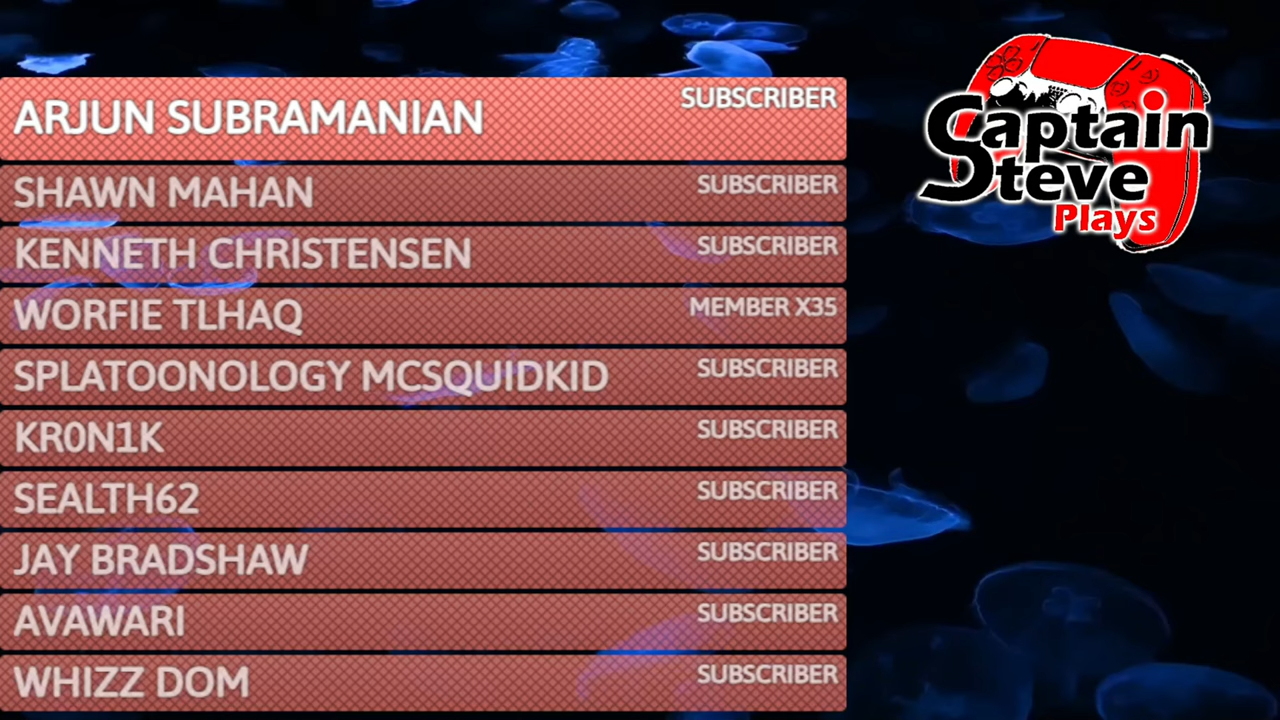 ARJUN SUBRAMANIAN SUBSCRIBER
SHAWN MAHAN SUBSCRIBER
KENNETH CHRISTENSEN SUBSCRIBER
WORFIE TLHAQ MEMBER X35
SPLATOONOLOGY MCSQUIDKID SUBSCRIBER
KR0N1K SUBSCRIBER
SEALTH62 SUBSCRIBER
JAY BRADSHAW SUBSCRIBER
AVAWARI SUBSCRIBER
WHIZZ DOM SUBSCRIBER
Captain
Steve
Plays